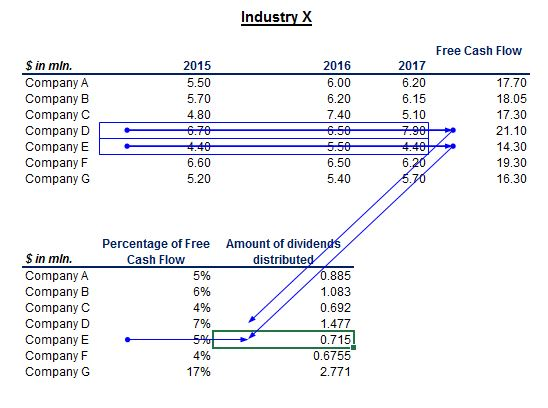 Industry X
Free Cash Flow
$ in mln. 2015 2016 2017
Company A 5.50 6.00 6.20 17.70
Company B 5.70 6.20 6.15 18.05
Company C 4.80 7.40 5.10 17.30
Company D 6.70 6.50 7.90 21.10
Company E 4.40 5.50 4.40 14.30
Company F 6.60 6.50 6.20 19.30
Company G 5.20 5.40 5.70 16.30
Percentage of Free Amount of dividends
$ in mln. Cash Flow distributed
Company A 5% 0.885
Company B 6% 1.083
Company C 4% 0.692
Company D 7% 1.477
Company E 5% 0.715
Company F 4% 0.6755
Company G 17% 2.771